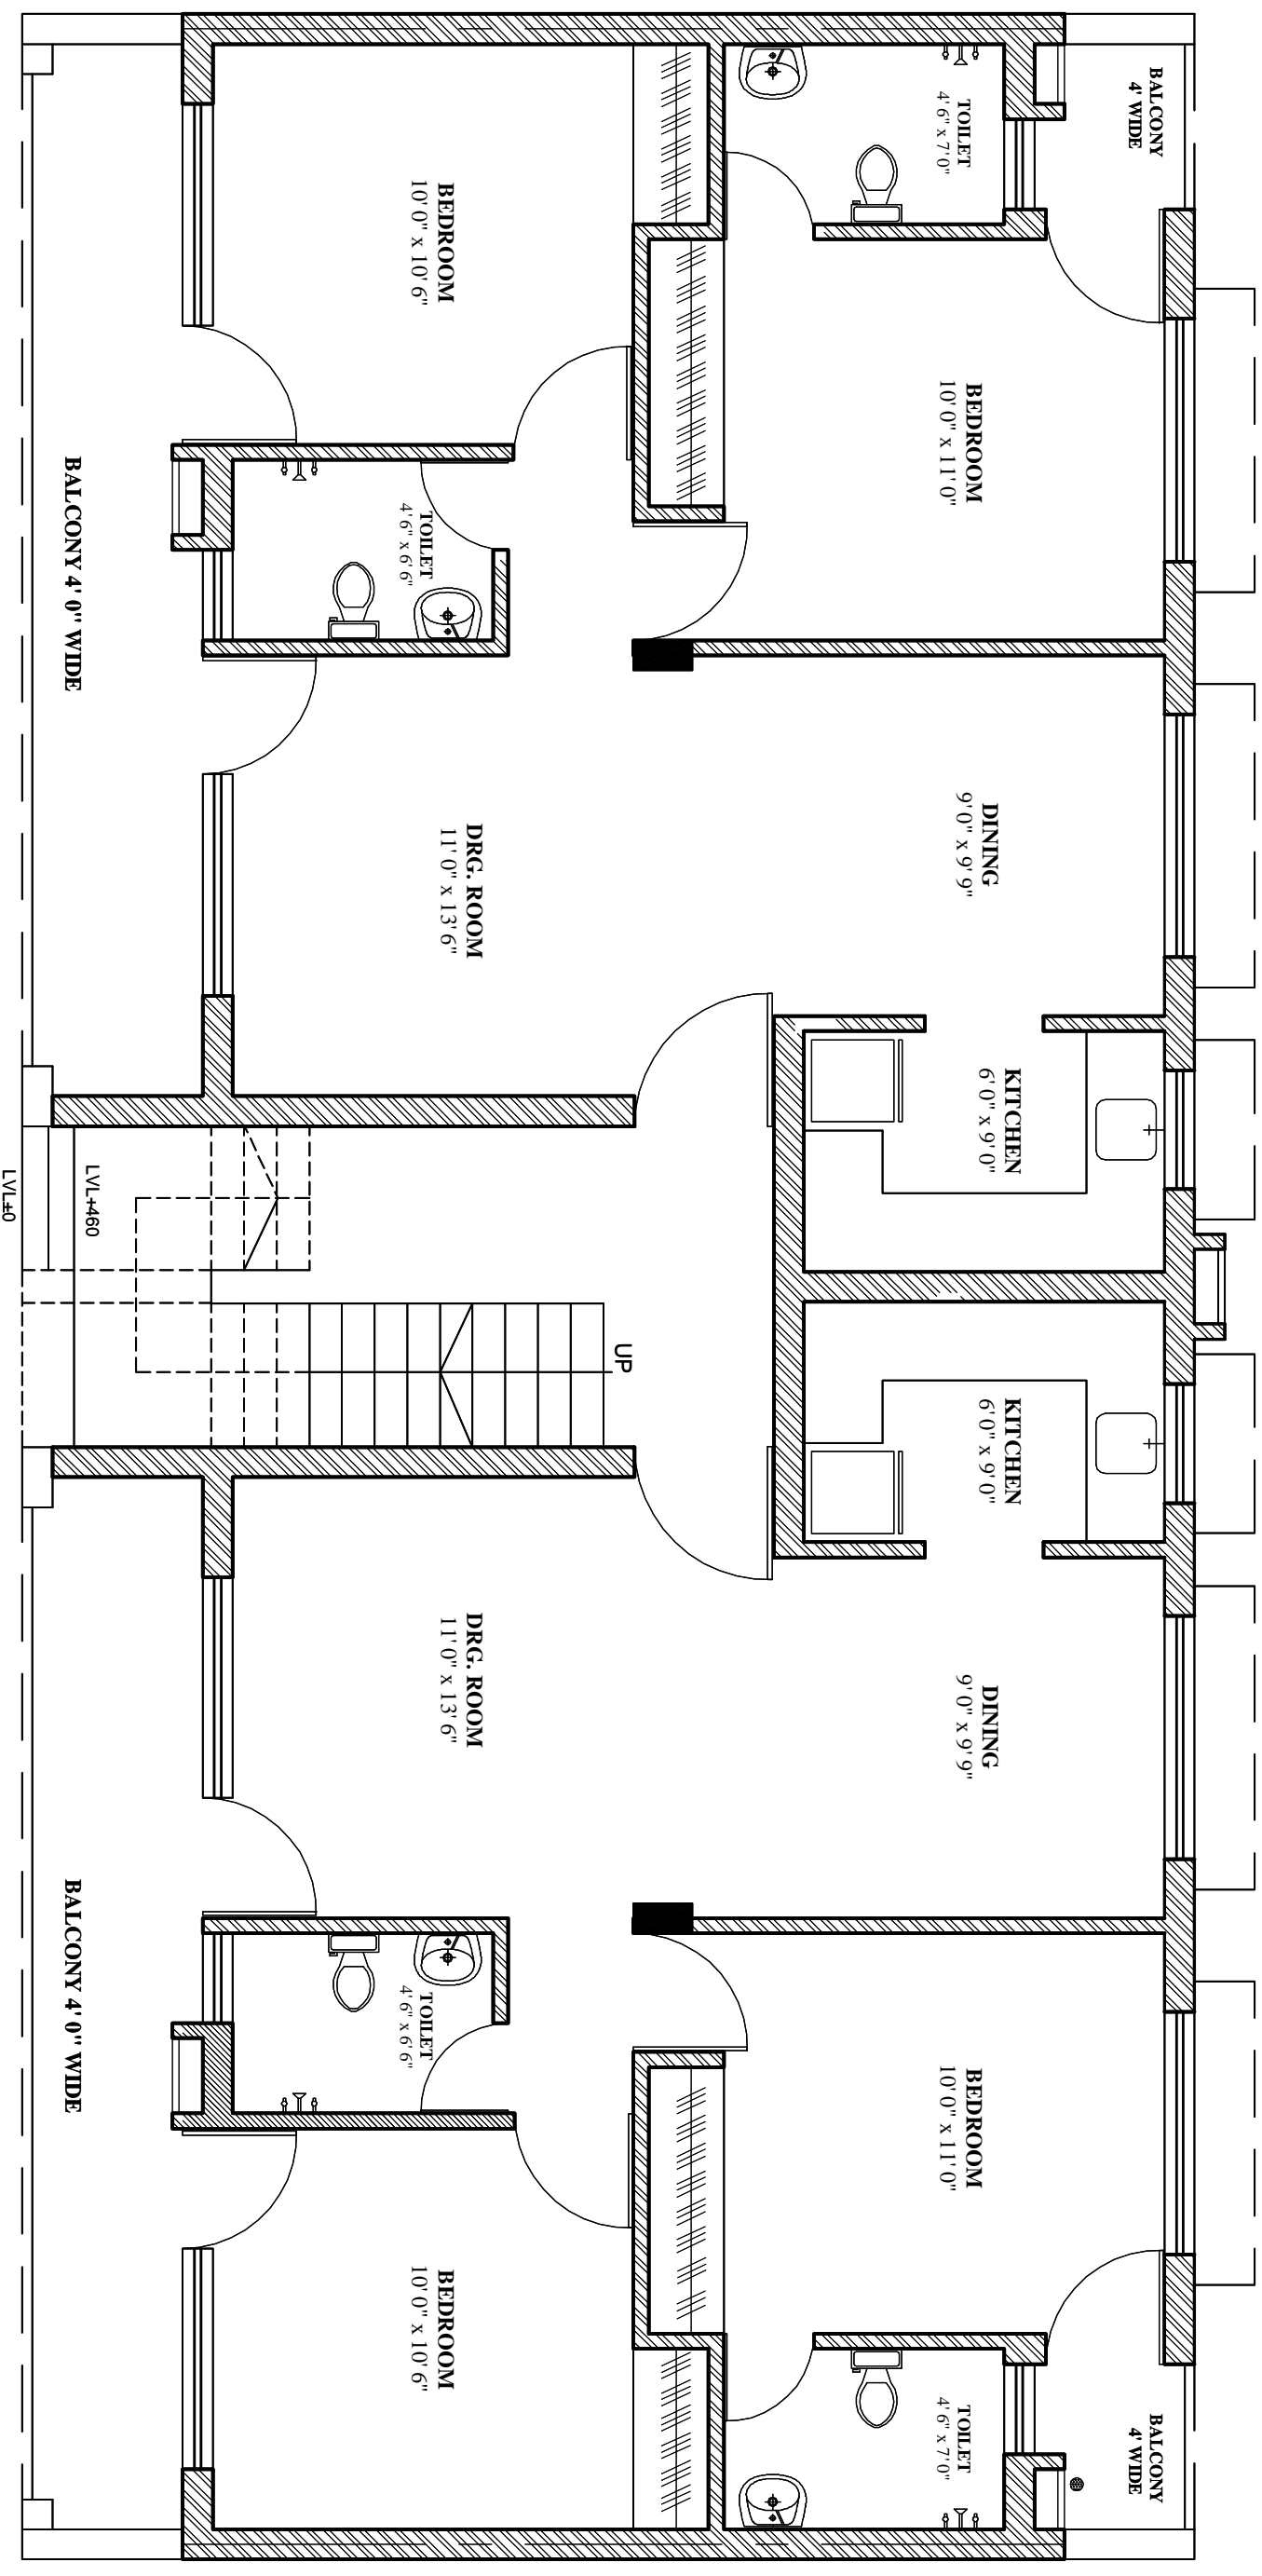 BALCONY
4' WIDE
TOILET
4' 6" x 7' 0"
BEDROOM
10' 0" x 10' 6"
BEDROOM
10' 0" x 11' 0"
TOILET
4' 6" x 6' 6"
BALCONY 4' 0" WIDE
DINING
9' 0" x 9' 9"
DRG. ROOM
11' 0" x 13' 6"
KITCHEN
6' 0" x 9' 0"
LVL+460
LVL±0
UP
KITCHEN
6' 0" x 9' 0"
DRG. ROOM
11' 0" x 13' 6"
DINING
9' 0" x 9' 9"
BALCONY 4' 0" WIDE
TOILET
4' 6" x 6' 6"
BEDROOM
10' 0" x 11' 0"
BEDROOM
10' 0" x 10' 6"
TOILET
4' 6" x 7' 0"
BALCONY
4' WIDE